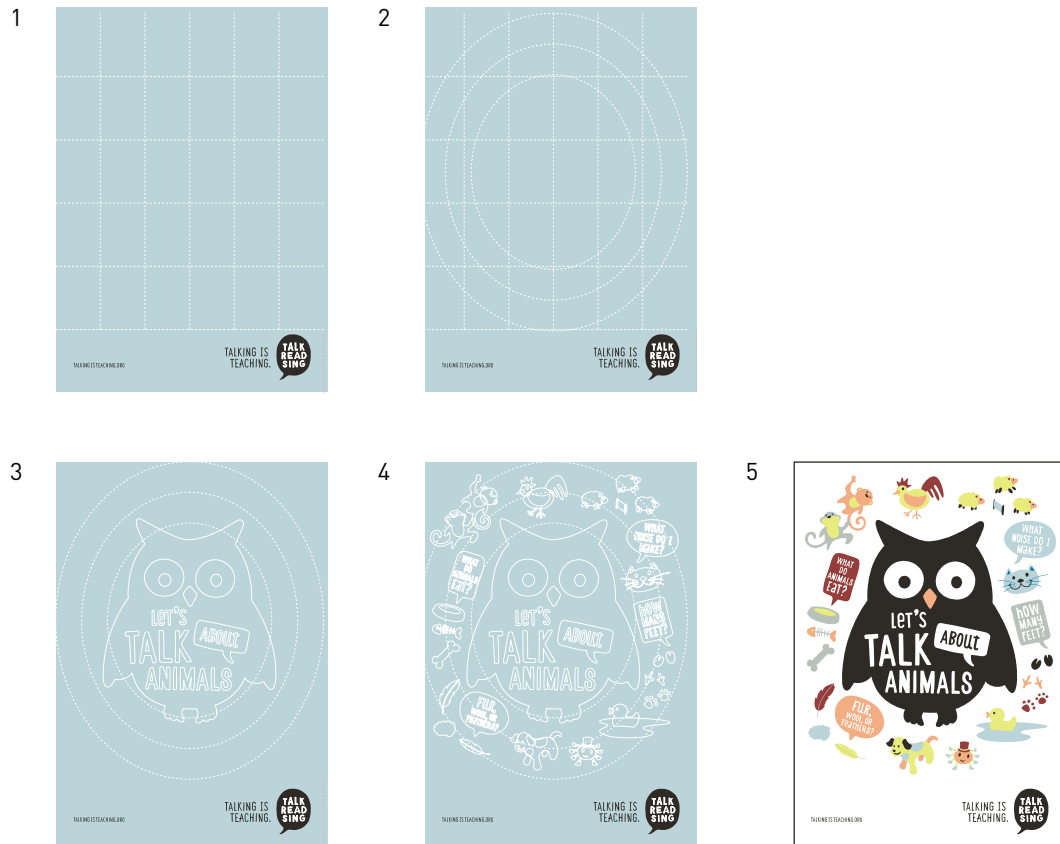 1
TALKINGISTEACHING.ORG
TALKING IS
TEACHING.
TALK
READ
SING
2
TALKINGISTEACHING.ORG
TALKING IS
TEACHING.
TALK
READ
SING
3
LET'S
TALK ABOUT
ANIMALS
TALKINGISTEACHING.ORG
TALKING IS
TEACHING.
TALK
READ
SING
4
WHAT
NOISE DO I
MAKE?
WHAT
DO
ANIMALS
EAT?
HOW
MANY
FEET?
LET'S
TALK ABOUT
ANIMALS
FUR,
WOOL OR
FEATHERS?
TALKINGISTEACHING.ORG
TALKING IS
TEACHING.
TALK
READ
SING
5
WHAT
NOISE DO I
MAKE?
WHAT
DO
ANIMALS
EAT?
HOW
MANY
FEET?
LET'S
TALK ABOUT
ANIMALS
FUR,
WOOL OR
FEATHERS?
TALKINGISTEACHING.ORG
TALKING IS
TEACHING.
TALK
READ
SING